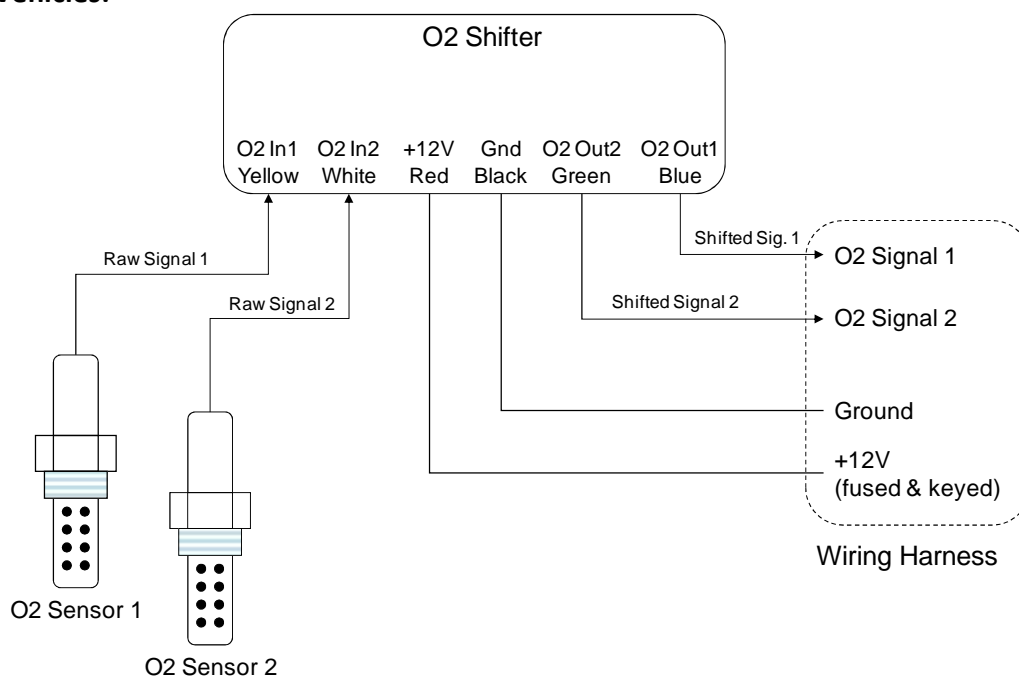 O2 Shifter
O2 In1 O2 In2 +12V Gnd O2 Out2 O2 Out1
Yellow White Red Black Green Blue
Shifted Sig. 1
Raw Signal 1
O2 Signal 1
Raw Signal 2
Shifted Signal 2
O2 Signal 2
Ground
+12V
(fused & keyed)
Wiring Harness
O2 Sensor 1
O2 Sensor 2